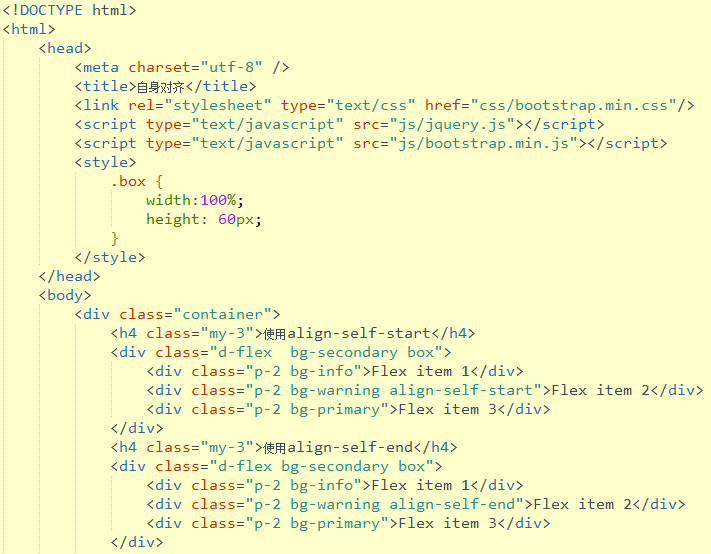 <!DOCTYPE html>
<html>
    <head>
        <meta charset="utf-8" />
        <title>自身对齐</title>
        <link rel="stylesheet" type="text/css" href="css/bootstrap.min.css"/>
        <script type="text/javascript" src="js/jquery.js"></script>
        <script type="text/javascript" src="js/bootstrap.min.js"></script>
        <style>
            .box {
                width:100%;
                height: 60px;
            }
        </style>
    </head>
    <body>
        <div class="container">
            <h4 class="my-3">使用align-self-start</h4>
            <div class="d-flex  bg-secondary box">
                <div class="p-2 bg-info">Flex item 1</div>
                <div class="p-2 bg-warning align-self-start">Flex item 2</div>
                <div class="p-2 bg-primary">Flex item 3</div>
            </div>
            <h4 class="my-3">使用align-self-end</h4>
            <div class="d-flex bg-secondary box">
                <div class="p-2 bg-info">Flex item 1</div>
                <div class="p-2 bg-warning align-self-end">Flex item 2</div>
                <div class="p-2 bg-primary">Flex item 3</div>
            </div>